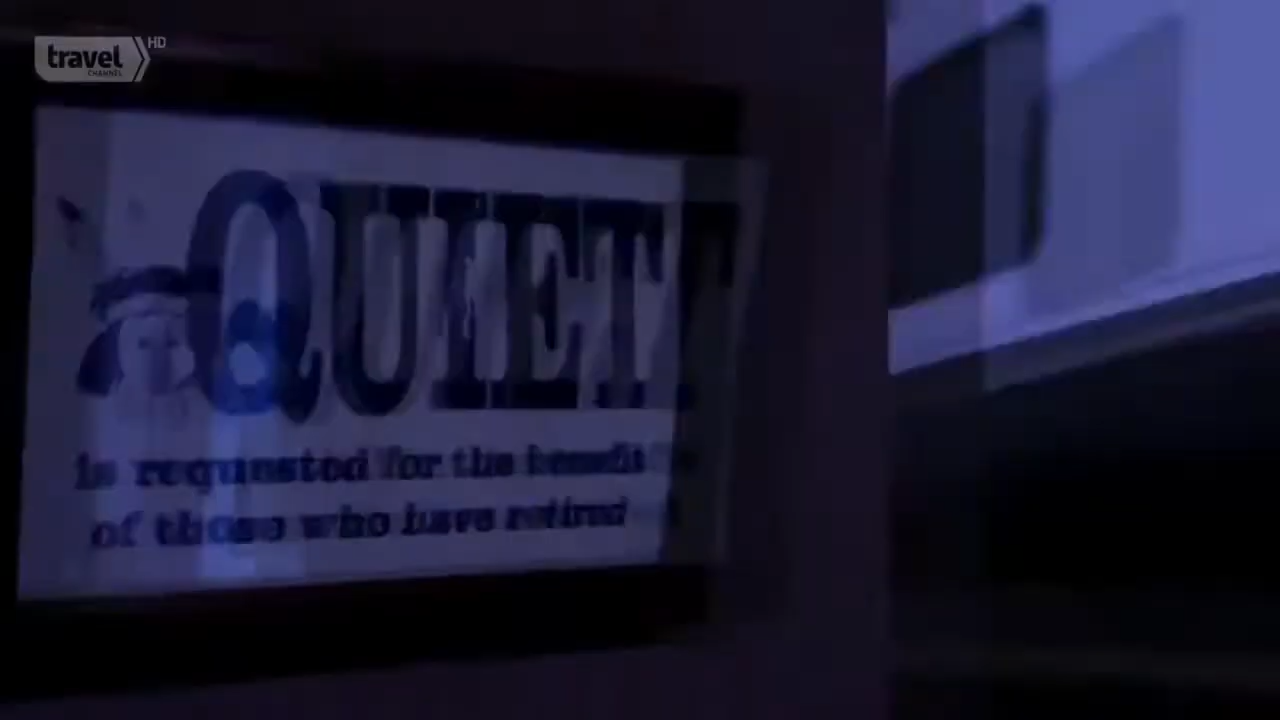 travel HD
CHANNEL
QUIET
is requested for the benefit
of those who have retired